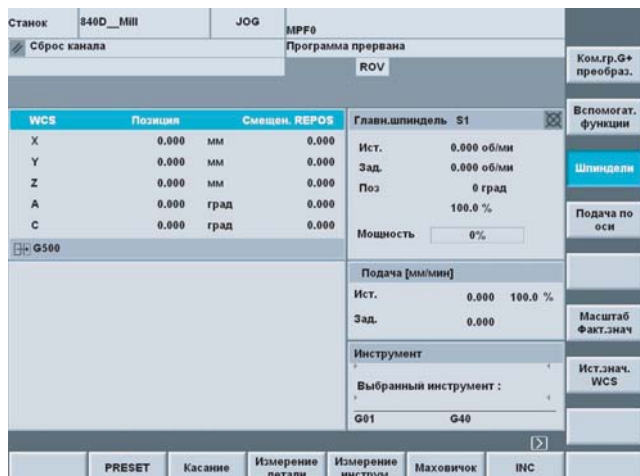 Станок 840D__Mill JOG MPF0
Сброс канала Программа прервана
ROV
WCS Позиция Смещен. REPOS
X 0.000 мм 0.000
Y 0.000 мм 0.000
Z 0.000 мм 0.000
A 0.000 град 0.000
C 0.000 град 0.000
G500
Главн.шпиндель S1
Ист. 0.000 об/ми
Зад. 0.000 об/ми
Поз 0 град
100.0 %
Мощность 0%
Подача [мм/мин]
Ист. 0.000 100.0 %
Зад. 0.000
Инструмент
Выбранный инструмент :
G01 G40
Ком.гр.G+
преобраз.
Вспомогат.
функции
Шпиндели
Подача по
оси
Масштаб
Факт.знач
Ист.знач.
WCS
PRESET
Касание
Измерение
детали
Измерение
инструм.
Маховичок
INC